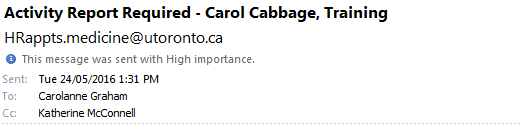 Activity Report Required - Carol Cabbage, Training
HRappts.medicine@utoronto.ca
This message was sent with High importance.
Sent: Tue 24/05/2016 1:31 PM
To: Carolanne Graham
Cc: Katherine McConnell